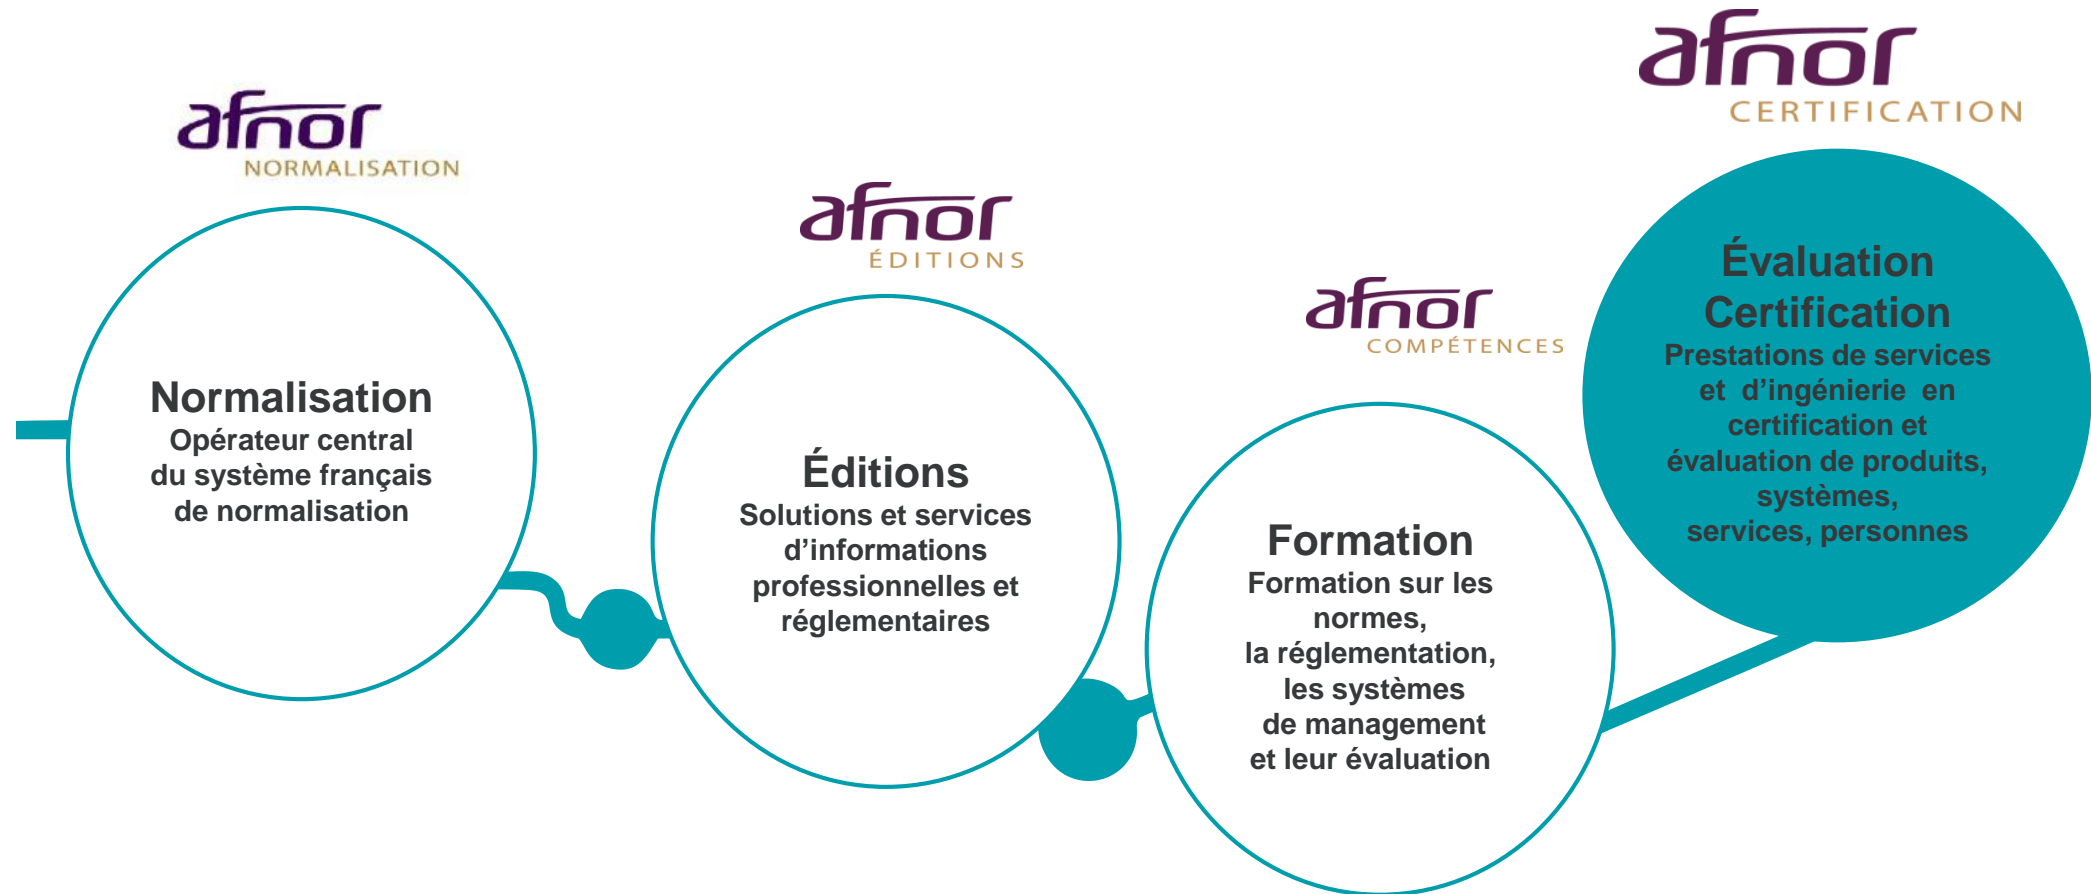 afnor
NORMALISATION
Normalisation
Opérateur central
du système français
de normalisation
afnor
ÉDITIONS
Éditions
Solutions et services
d’informations
professionnelles et
réglementaires
afnor
COMPÉTENCES
Formation
Formation sur les
normes,
la réglementation,
les systèmes
de management
et leur évaluation
afnor
CERTIFICATION
Évaluation
Certification
Prestations de services
et d’ingénierie en
certification et
évaluation de produits,
systèmes,
services, personnes